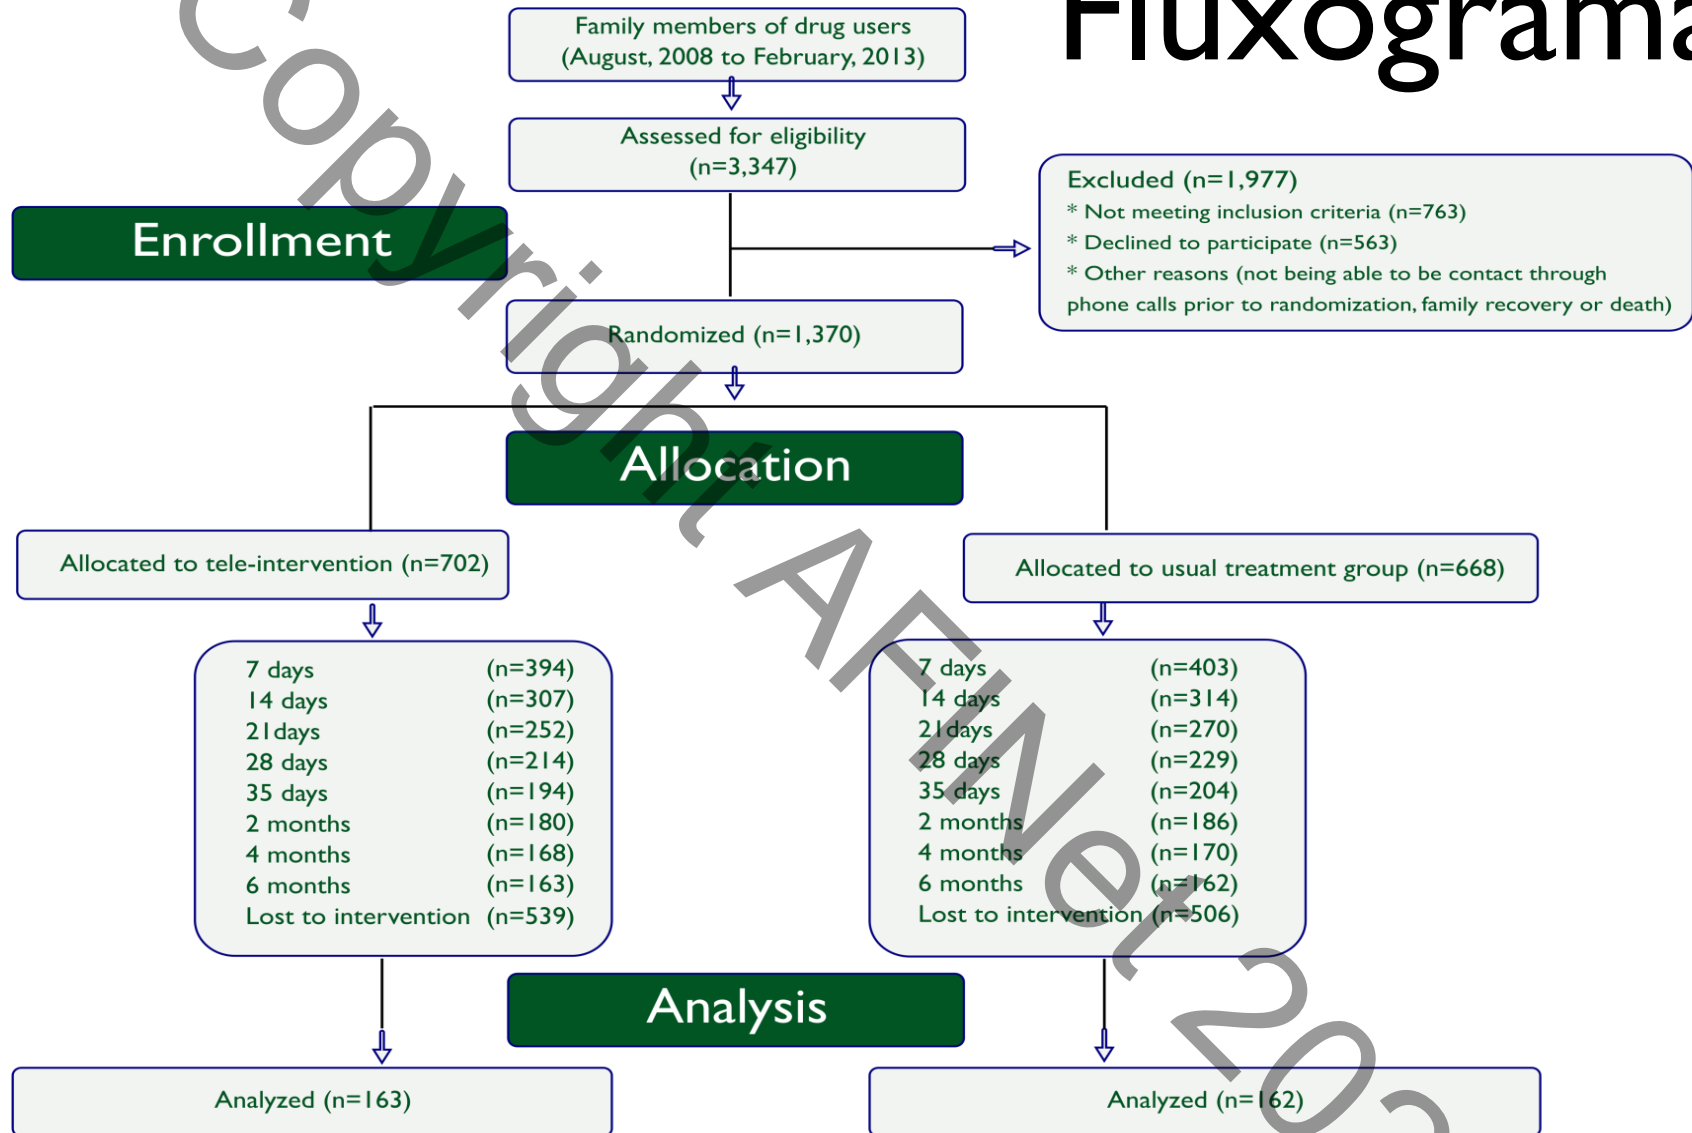 Fluxograma
Family members of drug users
(August, 2008 to February, 2013)
Assessed for eligibility
(n=3,347)
Excluded (n=1,977)
* Not meeting inclusion criteria (n=763)
* Declined to participate (n=563)
* Other reasons (not being able to be contact through
phone calls prior to randomization, family recovery or death)
Enrollment
Randomized (n=1,370)
Allocation
Allocated to tele-intervention (n=702)
Allocated to usual treatment group (n=668)
7 days (n=394)
14 days (n=307)
21days (n=252)
28 days (n=214)
35 days (n=194)
2 months (n=180)
4 months (n=168)
6 months (n=163)
Lost to intervention (n=539)
7 days (n=403)
14 days (n=314)
21days (n=270)
28 days (n=229)
35 days (n=204)
2 months (n=186)
4 months (n=170)
6 months (n=162)
Lost to intervention (n=506)
Analysis
Analyzed (n=163)
Analyzed (n=162)
Copyright AFINet